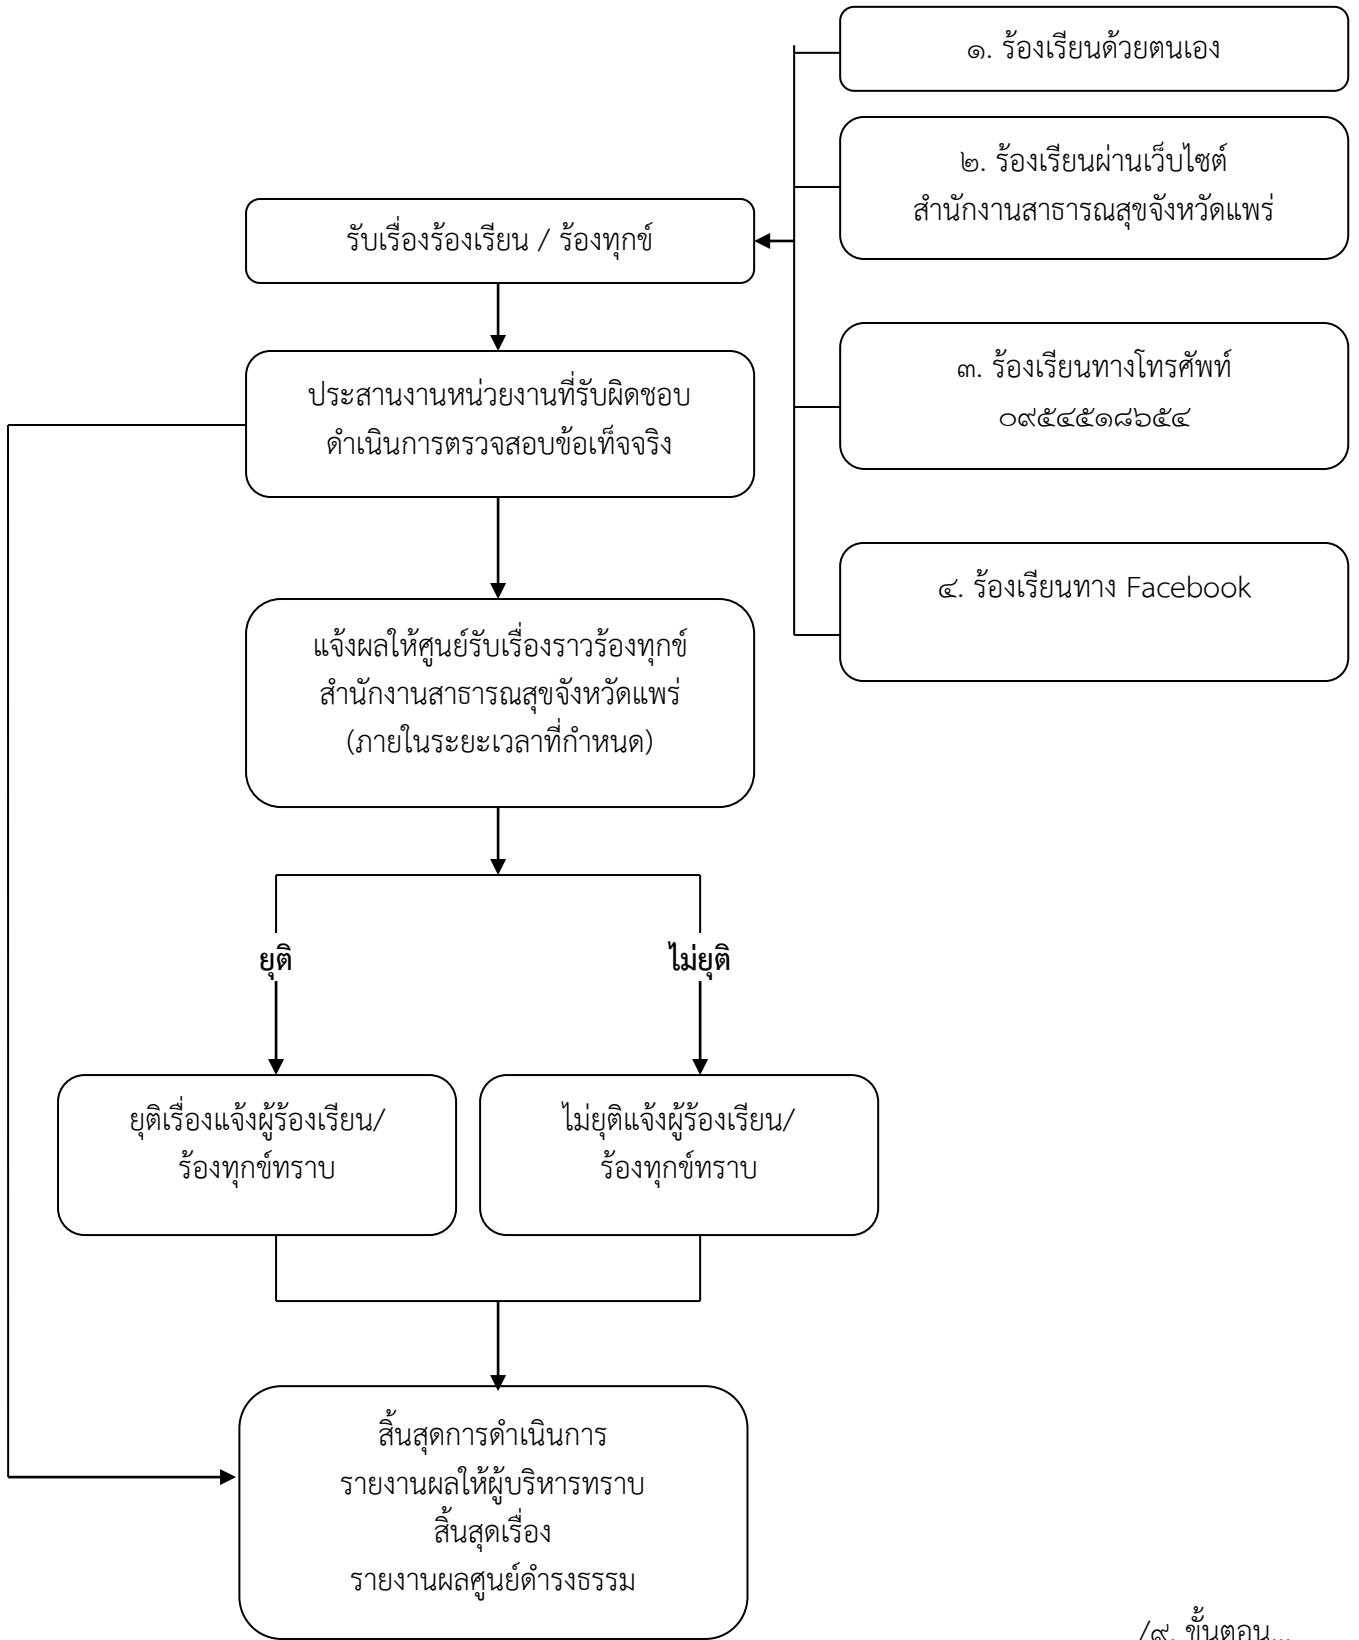 ๑. ร้องเรียนด้วยตนเอง
๒. ร้องเรียนผ่านเว็บไซต์
สำนักงานสาธารณสุขจังหวัดแพร่
รับเรื่องร้องเรียน / ร้องทุกข์
๓. ร้องเรียนทางโทรศัพท์
๐๙๕๔๕๑๘๖๕๔
ประสานงานหน่วยงานที่รับผิดชอบ
ดำเนินการตรวจสอบข้อเท็จจริง
๔. ร้องเรียนทาง Facebook
แจ้งผลให้ศูนย์รับเรื่องราวร้องทุกข์
สำนักงานสาธารณสุขจังหวัดแพร่
(ภายในระยะเวลาที่กำหนด)
ยุติ
ไม่ยุติ
ยุติเรื่องแจ้งผู้ร้องเรียน/
ร้องทุกข์ทราบ
ไม่ยุติแจ้งผู้ร้องเรียน/
ร้องทุกข์ทราบ
สิ้นสุดการดำเนินการ
รายงานผลให้ผู้บริหารทราบ
สิ้นสุดเรื่อง
รายงานผลศูนย์ดำรงธรรม
/๙. ขั้นตอน...